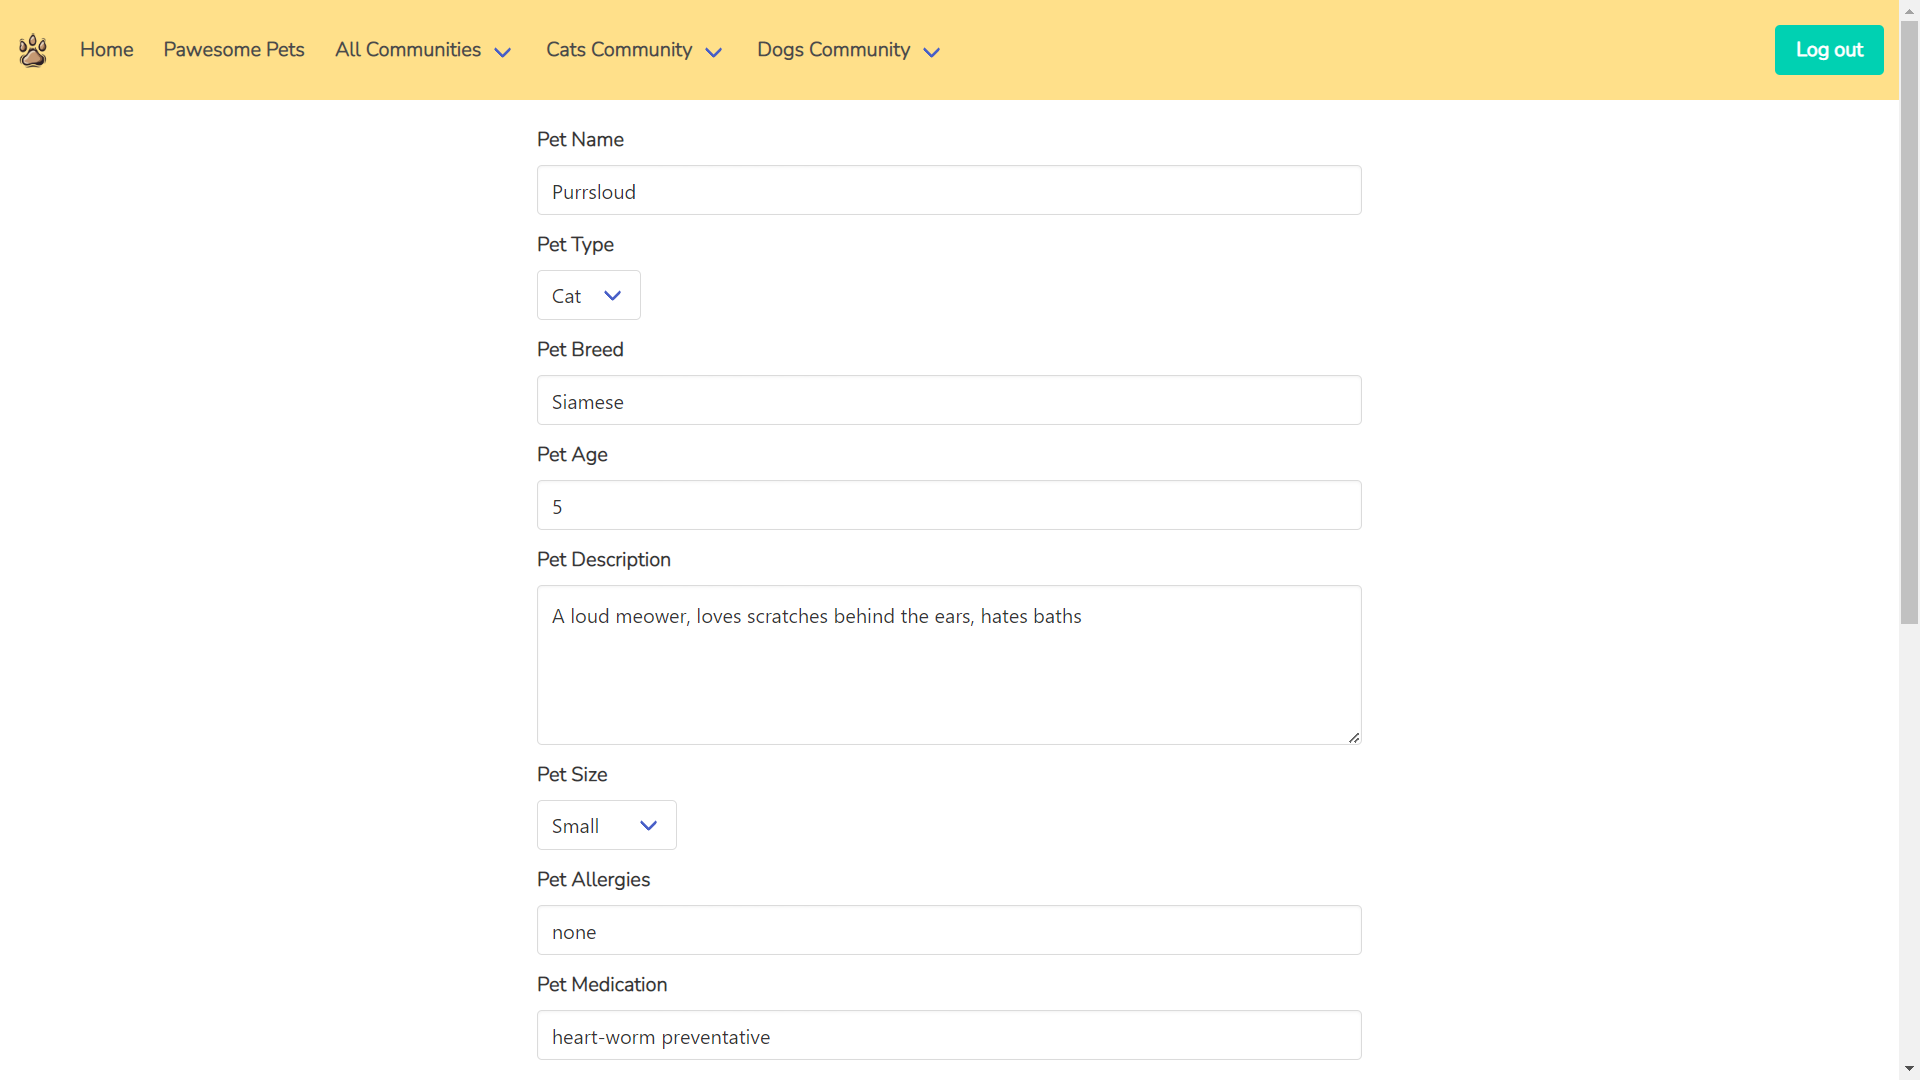 Home Pawesome Pets All Communities Cats Community Dogs Community Log out
Pet Name
Purrsloud
Pet Type
Cat
Pet Breed
Siamese
Pet Age
5
Pet Description
A loud meower, loves scratches behind the ears, hates baths
Pet Size
Small
Pet Allergies
none
Pet Medication
heart-worm preventative